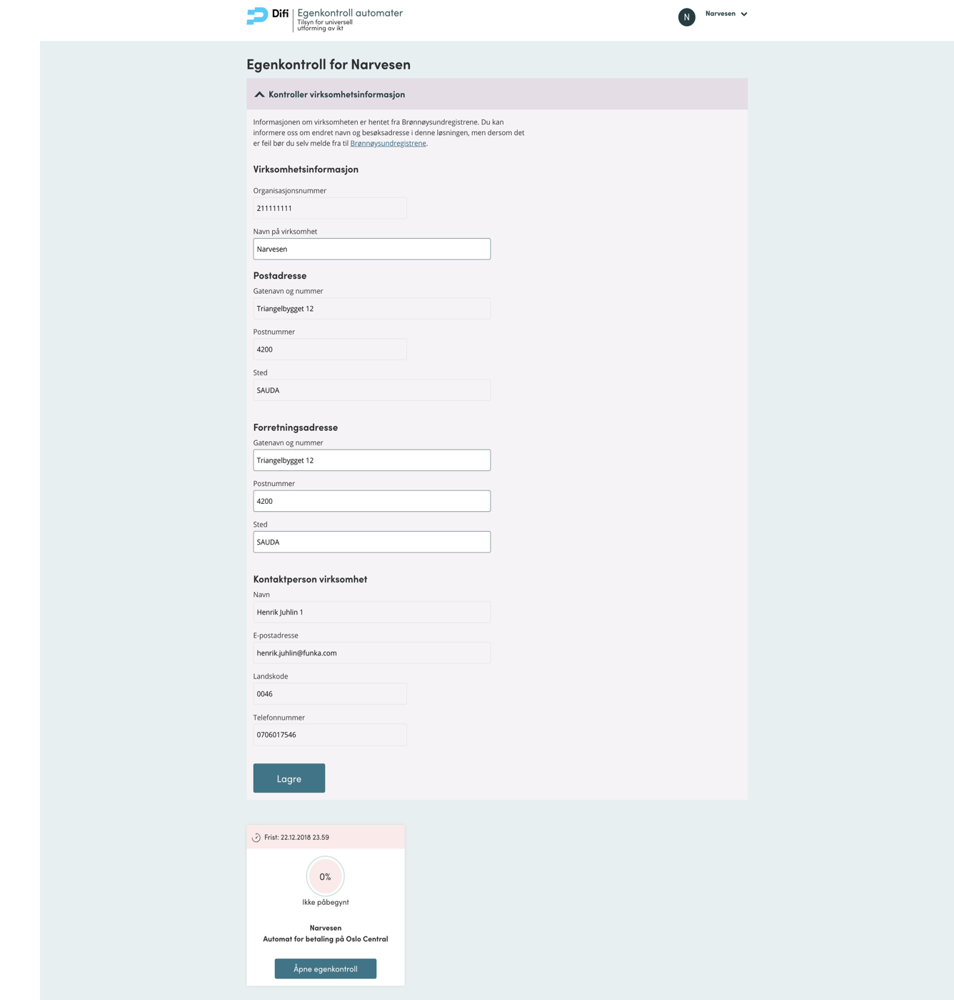 Difi
Egenkontroll automater
Tilsyn for universell
utforming av ikt
N
Narvesen
Egenkontroll for Narvesen
Kontroller virksomhetsinformasjon
Informasjonen om virksomheten er hentet fra Brønnøysundregistrene. Du kan
informere oss om endret navn og besøksadresse i denne løsningen, men dersom det
er feil bør du selv melde fra til Brønnøysundregistrene.
Virksomhetsinformasjon
Organisasjonsnummer
211111111
Navn på virksomhet
Narvesen
Postadresse
Gatenavn og nummer
Triangelbygget 12
Postnummer
4200
Sted
SAUDA
Forretningsadresse
Gatenavn og nummer
Triangelbygget 12
Postnummer
4200
Sted
SAUDA
Kontaktperson virksomhet
Navn
Henrik Juhlin 1
E-postadresse
henrik.juhlin@funka.com
Landskode
0046
Telefonnummer
0706017546
Lagre
Frist: 22.12.2018 23.59
0%
Ikke påbegynt
Narvesen
Automat for betaling på Oslo Central
Åpne egenkontroll